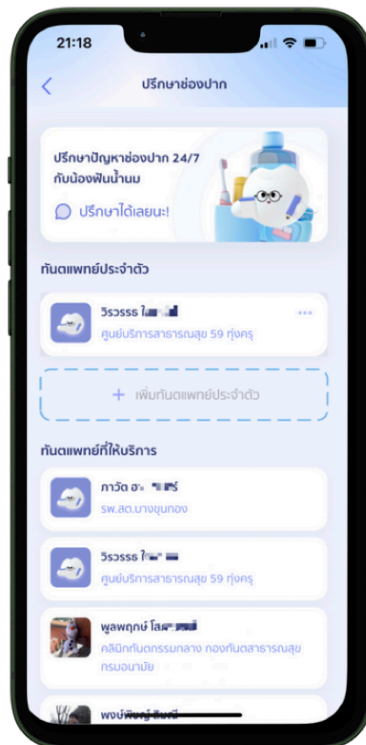 21:18
ปรึกษาช่องปาก
ปรึกษาปัญหาช่องปาก 24/7
กับน้องฟันน้ำนม
ปรึกษาได้เลยนะ!
ทันตแพทย์ประจำตัว
วิรวรรธ
ศูนย์บริการสาธารณสุข 59 ทุ่งครุ
+ เพิ่มทันตแพทย์ประจำตัว
ทันตแพทย์ที่ให้บริการ
ภาวัต
รพ.สต.บางขุนทอง
วิรวรรธ
ศูนย์บริการสาธารณสุข 59 ทุ่งครุ
พูลพฤกษ์
คลินิกทันตกรรมกลาง กองทันตสาธารณสุข
กรมอนามัย